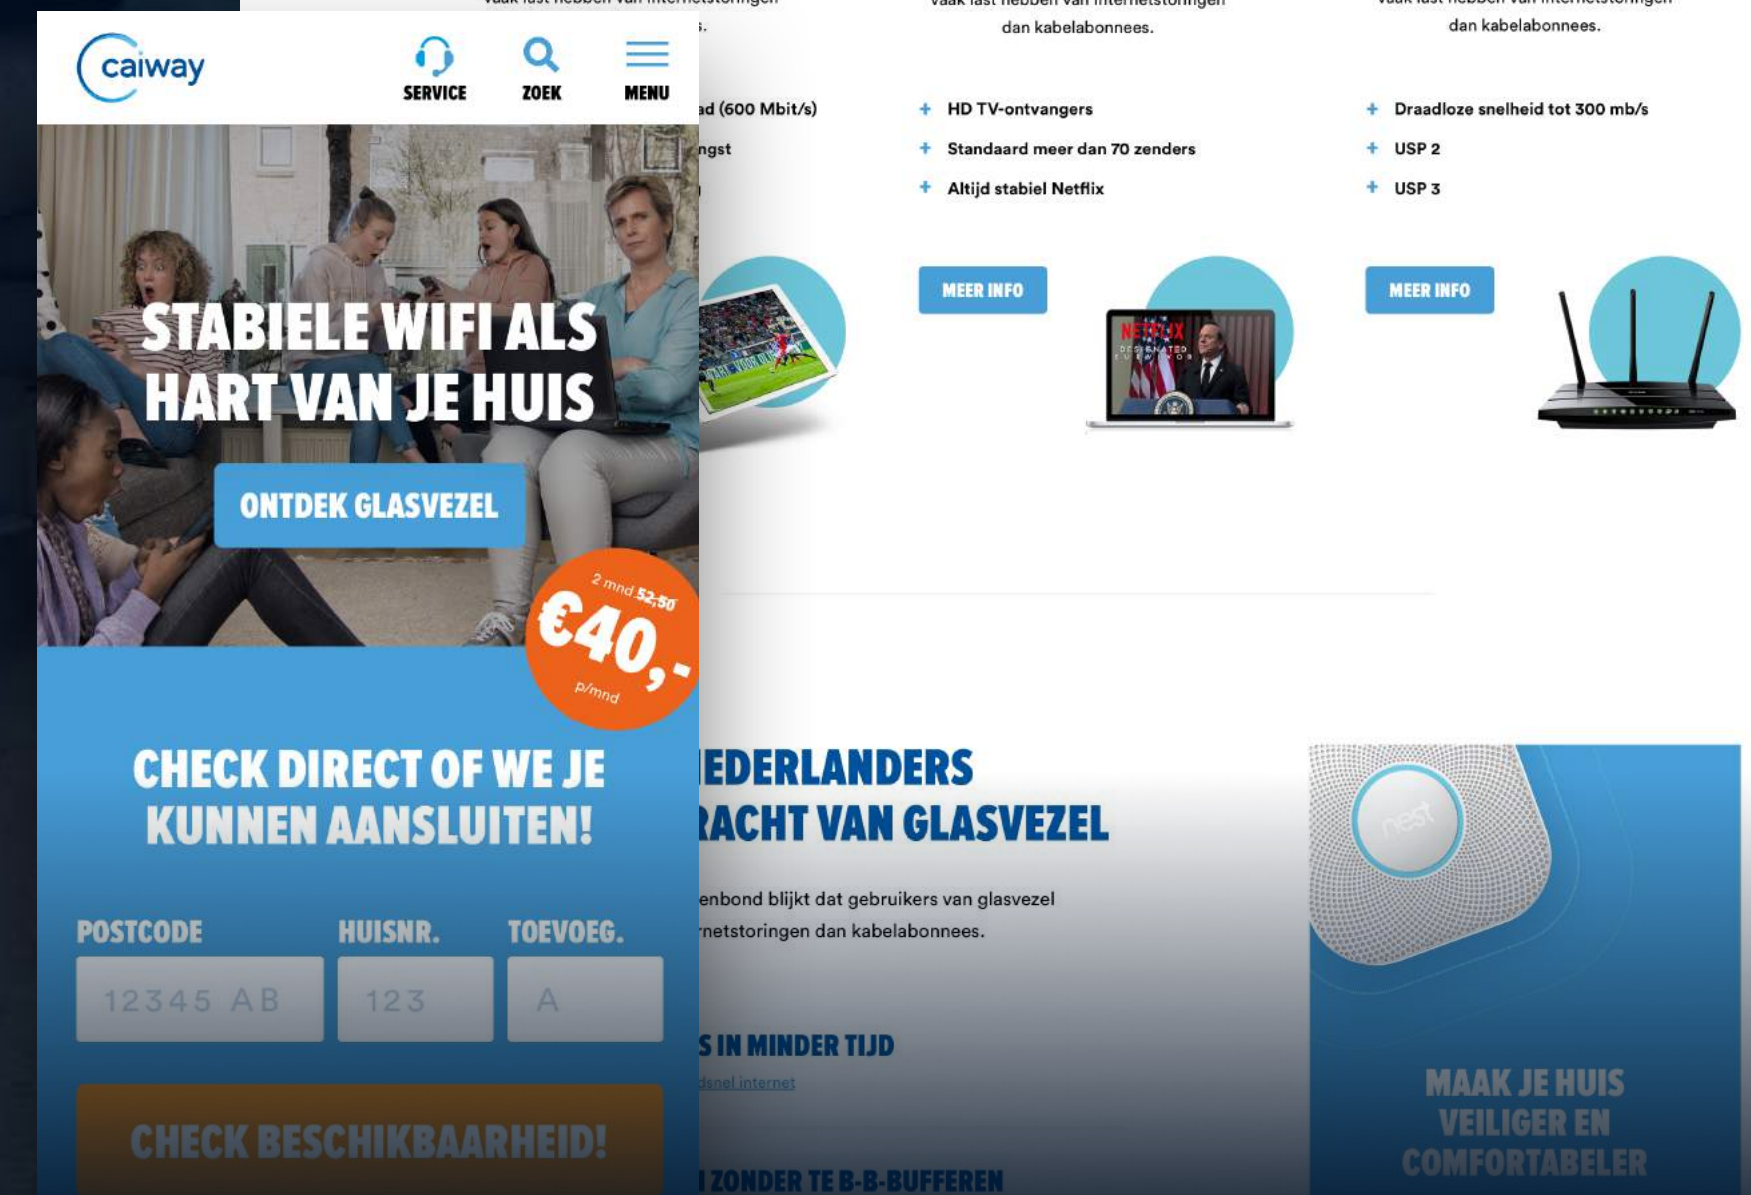 caiway
SERVICE
ZOEK
MENU
STABIELE WIFI ALS
HART VAN JE HUIS
ONTDEK GLASVEZEL
2 mnd 52,50
€40,-
p/mnd
CHECK DIRECT OF WE JE
KUNNEN AANSLUITEN!
POSTCODE
HUISNR.
TOEVOEG.
12345 AB
123
A
CHECK BESCHIKBAARHEID!
(600 Mbit/s)
dan kabelabonnees.
+ HD TV-ontvangers
+ Standaard meer dan 70 zenders
+ Altijd stabiel Netflix
MEER INFO
NETFLIX
DESIGNATED
SURVIVOR
dan kabelabonnees.
+ Draadloze snelheid tot 300 mb/s
+ USP 2
+ USP 3
MEER INFO
EDERLANDERS
RACHT VAN GLASVEZEL
enbond blijkt dat gebruikers van glasvezel
rnetstoringen dan kabelabonnees.
S IN MINDER TIJD
dsnel internet
ZONDER TE B-B-BUFFEREN
nest
MAAK JE HUIS
VEILIGER EN
COMFORTABELER